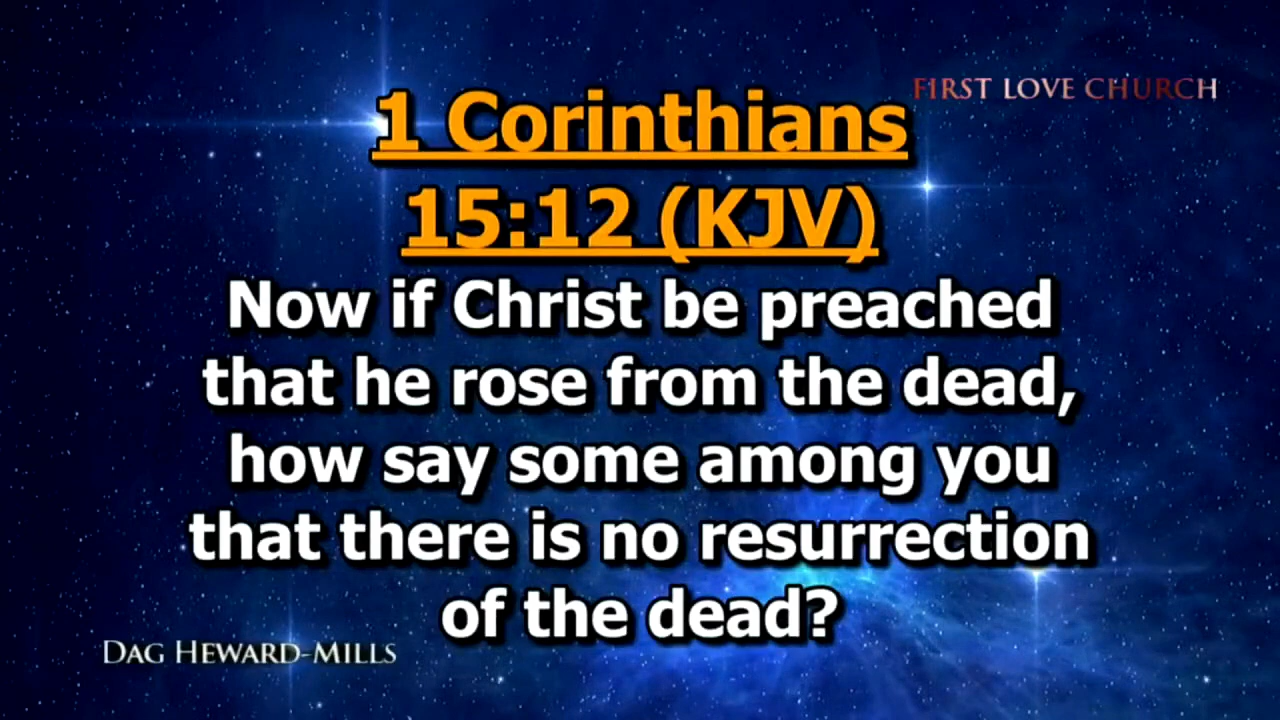 FIRST LOVE CHURCH
1 Corinthians
15:12 (KJV)
Now if Christ be preached
that he rose from the dead,
how say some among you
that there is no resurrection
of the dead?
DAG HEWARD-MILLS